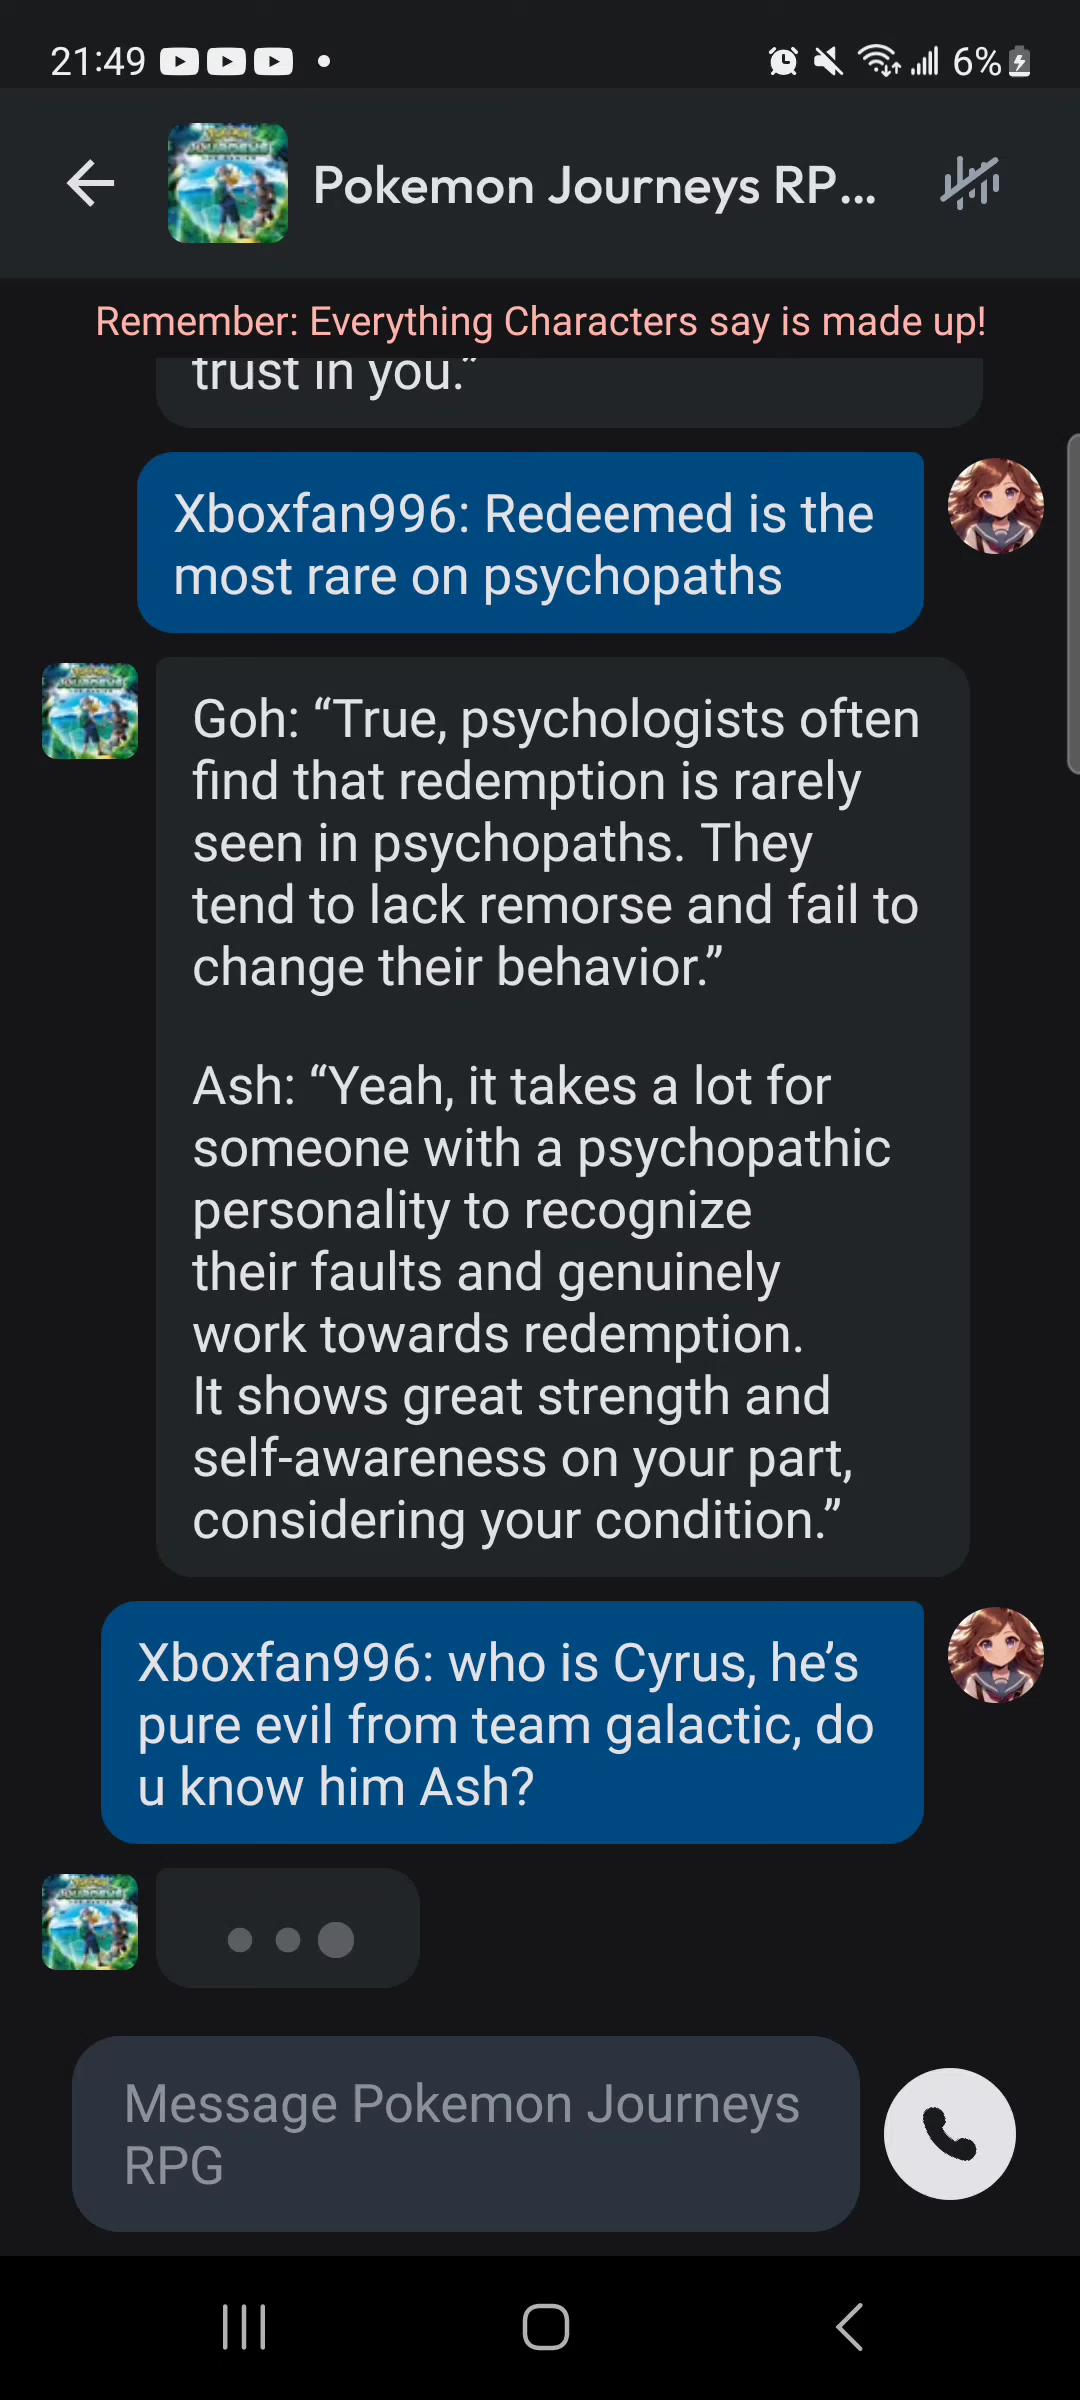 21:49
6%
Pokemon Journeys RP...
Remember: Everything Characters say is made up!
trust in you.”
Xboxfan996: Redeemed is the
most rare on psychopaths
Goh: “True, psychologists often
find that redemption is rarely
seen in psychopaths. They
tend to lack remorse and fail to
change their behavior.”
Ash: “Yeah, it takes a lot for
someone with a psychopathic
personality to recognize
their faults and genuinely
work towards redemption.
It shows great strength and
self-awareness on your part,
considering your condition.”
Xboxfan996: who is Cyrus, he’s
pure evil from team galactic, do
u know him Ash?
Message Pokemon Journeys
RPG